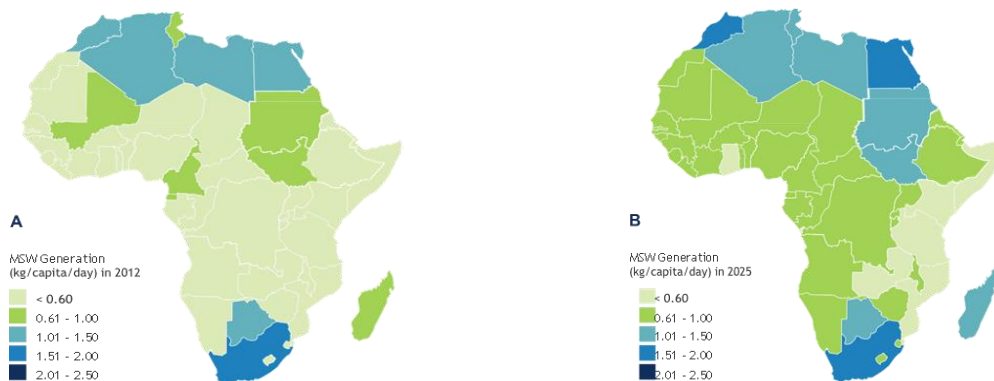 A
MSW Generation
(kg/capita/day) in 2012
< 0.60
0.61 - 1.00
1.01 - 1.50
1.51 - 2.00
2.01 - 2.50
B
MSW Generation
(kg/capita/day) in 2025
< 0.60
0.61 - 1.00
1.01 - 1.50
1.51 - 2.00
2.01 - 2.50